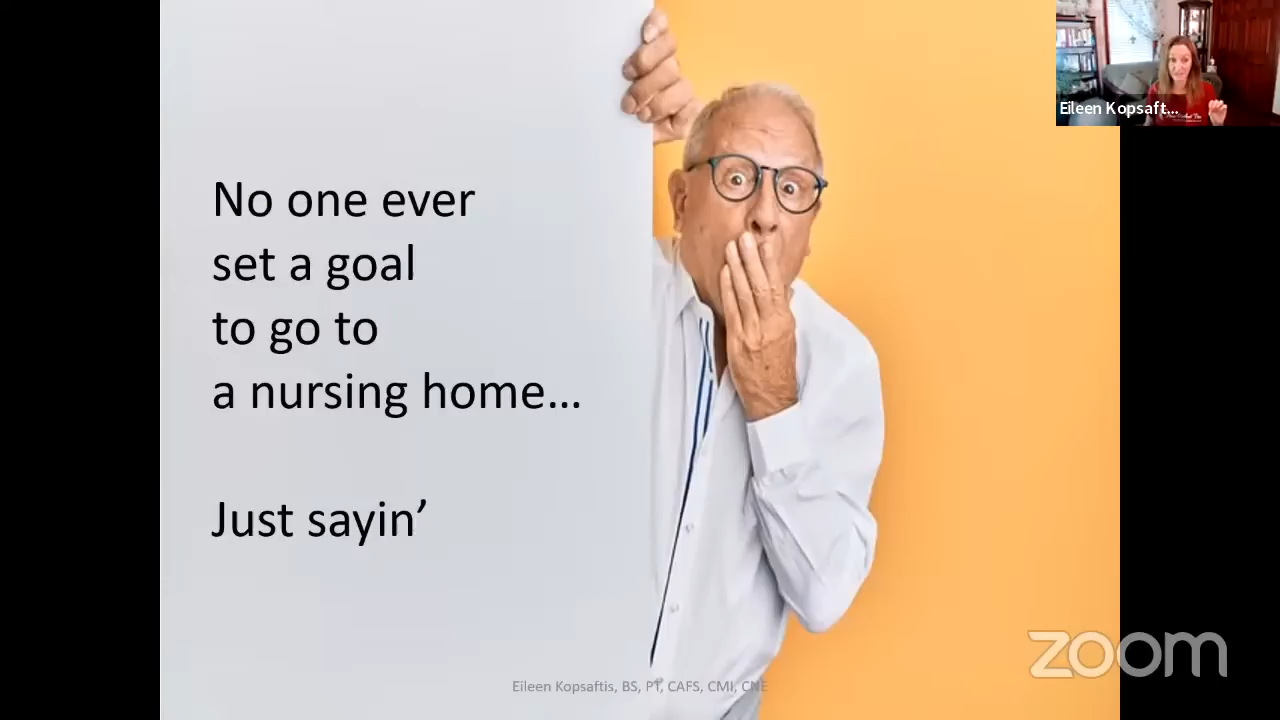 Eileen Kopsaft...
No one ever
set a goal
to go to
a nursing home…
Just sayin’
zoom
Eileen Kopsaftis, BS, PT, CAFS, CMI, CNE